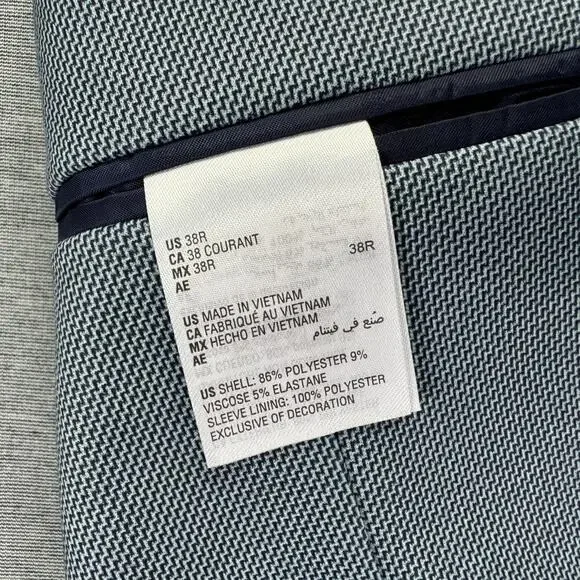 US 38R
CA 38 COURANT
MX 38R
AE 38R
US MADE IN VIETNAM
CA FABRIQUÉ AU VIETNAM
MX HECHO EN VIETNAM
AE صنع في فيتنام
US SHELL: 86% POLYESTER 9%
VISCOSE 5% ELASTANE
SLEEVE LINING: 100% POLYESTER
EXCLUSIVE OF DECORATION